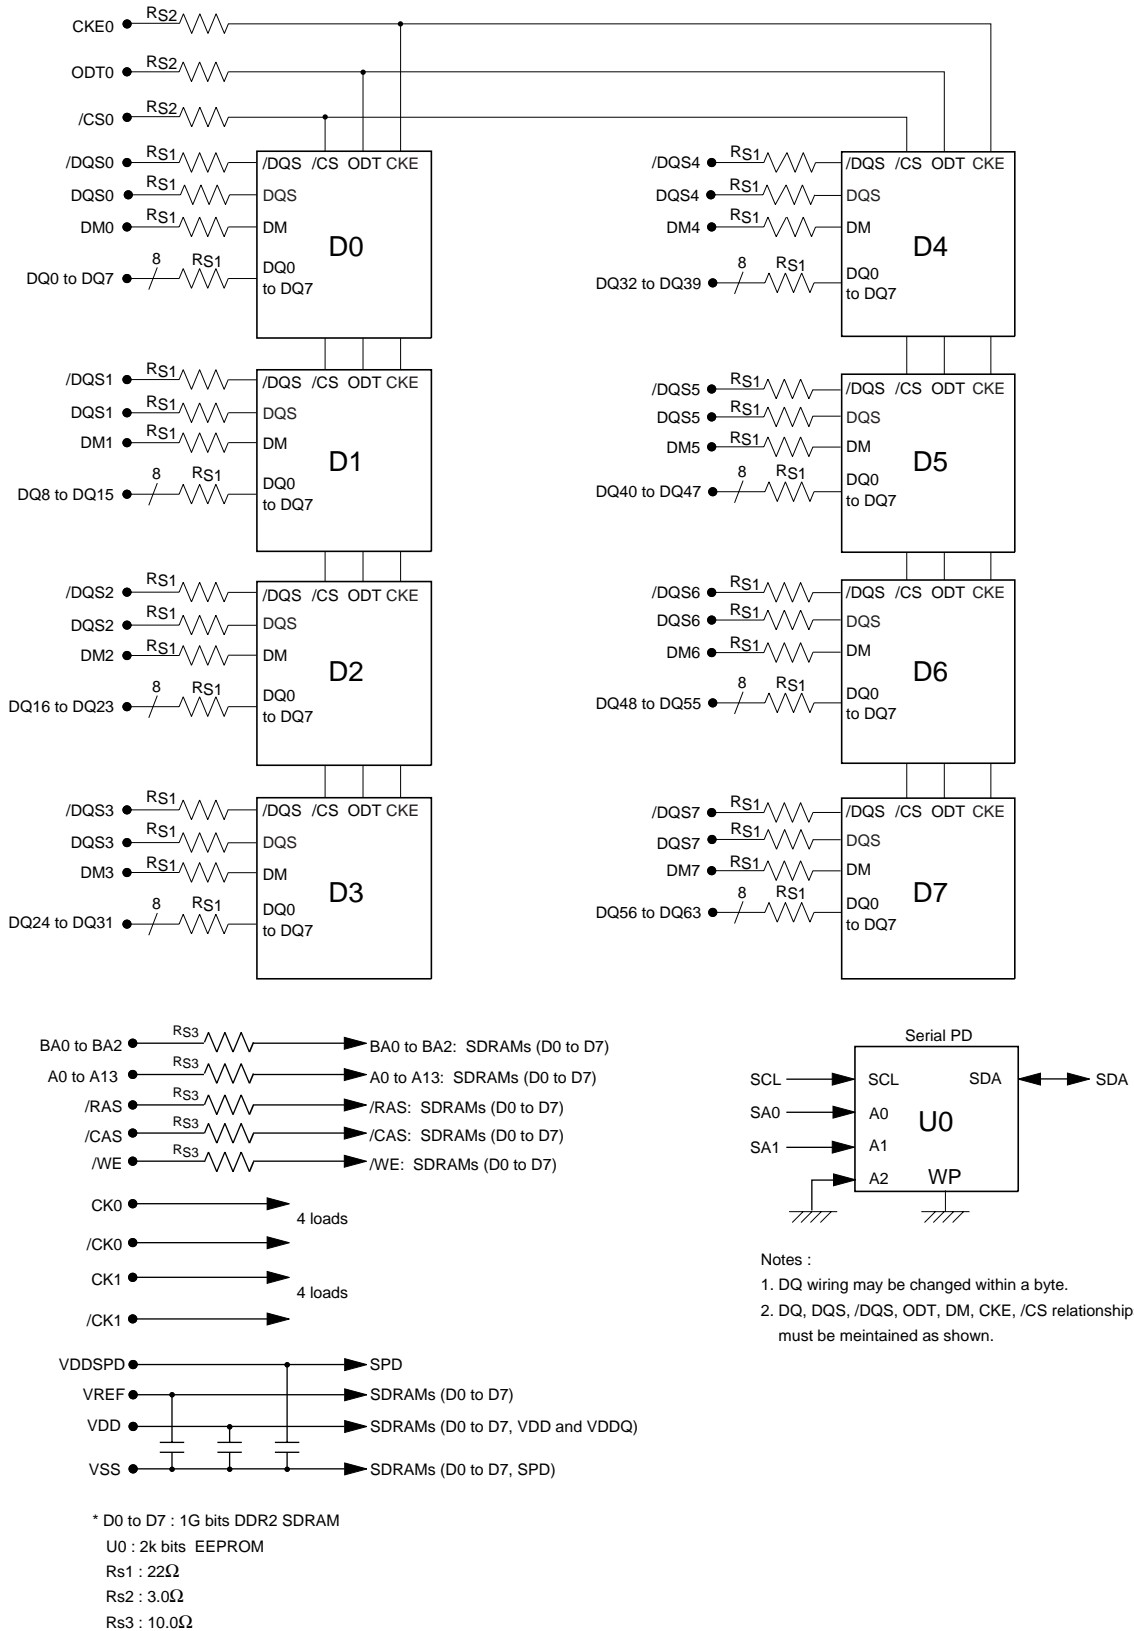 CKE0 RS2
ODT0 RS2
/CS0 RS2
/DQS0 RS1 /DQS /CS ODT CKE
DQS0 RS1 DQS
DM0 RS1 DM
D0
DQ0 to DQ7 8 RS1 DQ0
to DQ7
/DQS1 RS1 /DQS /CS ODT CKE
DQS1 RS1 DQS
DM1 RS1 DM
D1
DQ8 to DQ15 8 RS1 DQ0
to DQ7
/DQS2 RS1 /DQS /CS ODT CKE
DQS2 RS1 DQS
DM2 RS1 DM
D2
DQ16 to DQ23 8 RS1 DQ0
to DQ7
/DQS3 RS1 /DQS /CS ODT CKE
DQS3 RS1 DQS
DM3 RS1 DM
D3
DQ24 to DQ31 8 RS1 DQ0
to DQ7
/DQS4 RS1 /DQS /CS ODT CKE
DQS4 RS1 DQS
DM4 RS1 DM
D4
DQ32 to DQ39 8 RS1 DQ0
to DQ7
/DQS5 RS1 /DQS /CS ODT CKE
DQS5 RS1 DQS
DM5 RS1 DM
D5
DQ40 to DQ47 8 RS1 DQ0
to DQ7
/DQS6 RS1 /DQS /CS ODT CKE
DQS6 RS1 DQS
DM6 RS1 DM
D6
DQ48 to DQ55 8 RS1 DQ0
to DQ7
/DQS7 RS1 /DQS /CS ODT CKE
DQS7 RS1 DQS
DM7 RS1 DM
D7
DQ56 to DQ63 8 RS1 DQ0
to DQ7
BA0 to BA2 RS3 BA0 to BA2: SDRAMs (D0 to D7)
A0 to A13 RS3 A0 to A13: SDRAMs (D0 to D7)
/RAS RS3 /RAS: SDRAMs (D0 to D7)
/CAS RS3 /CAS: SDRAMs (D0 to D7)
/WE RS3 /WE: SDRAMs (D0 to D7)
CK0
4 loads
/CK0
CK1
4 loads
/CK1
VDDSPD SPD
VREF SDRAMs (D0 to D7)
VDD SDRAMs (D0 to D7, VDD and VDDQ)
VSS SDRAMs (D0 to D7, SPD)
Serial PD
SCL SCL SDA SDA
SA0 A0
U0
SA1 A1
A2 WP
Notes :
1. DQ wiring may be changed within a byte.
2. DQ, DQS, /DQS, ODT, DM, CKE, /CS relationship
must be meintained as shown.
* D0 to D7 : 1G bits DDR2 SDRAM
U0 : 2k bits EEPROM
Rs1 : 22Ω
Rs2 : 3.0Ω
Rs3 : 10.0Ω